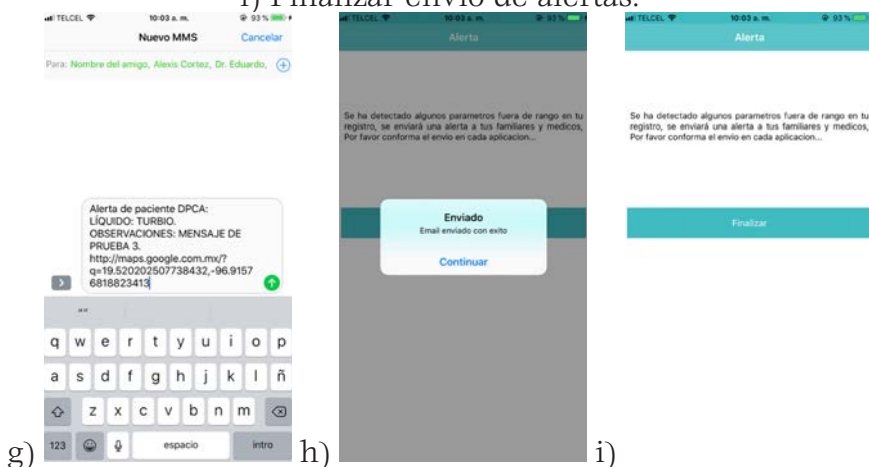 i) Finalizar envío de alertas.
TELCEL 10:03 a. m. 93 %
Nuevo MMS Cancelar
Para: Nombre del amigo, Alexis Cortez, Dr. Eduardo,
Alerta de paciente DPCA:
LÍQUIDO: TURBIO.
OBSERVACIONES: MENSAJE DE
PRUEBA 3.
http://maps.google.com.mx/?
q=19.520202507738432,-96.9157
6818823413
q w e r t y u i o p
a s d f g h j k l ñ
z x c v b n m
123 espacio intro
g)
TELCEL 10:03 a. m. 93 %
Alerta
Se ha detectado algunos parametros fuera de rango en tu
registro, se enviará una alerta a tus familiares y medicos,
Por favor conforma el envio en cada aplicacion...
Enviado
Email enviado con exito
Continuar
h)
TELCEL 10:03 a. m. 93 %
Alerta
Se ha detectado algunos parametros fuera de rango en tu
registro, se enviará una alerta a tus familiares y medicos,
Por favor conforma el envio en cada aplicacion...
Finalizar
i)